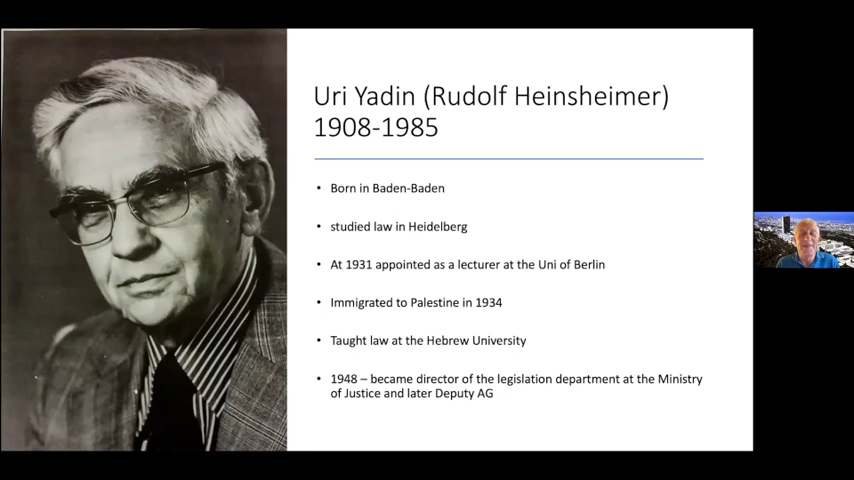 Uri Yadin (Rudolf Heinsheimer)
1908-1985
• Born in Baden-Baden
• studied law in Heidelberg
• At 1931 appointed as a lecturer at the Uni of Berlin
• Immigrated to Palestine in 1934
• Taught law at the Hebrew University
• 1948 – became director of the legislation department at the Ministry
of Justice and later Deputy AG